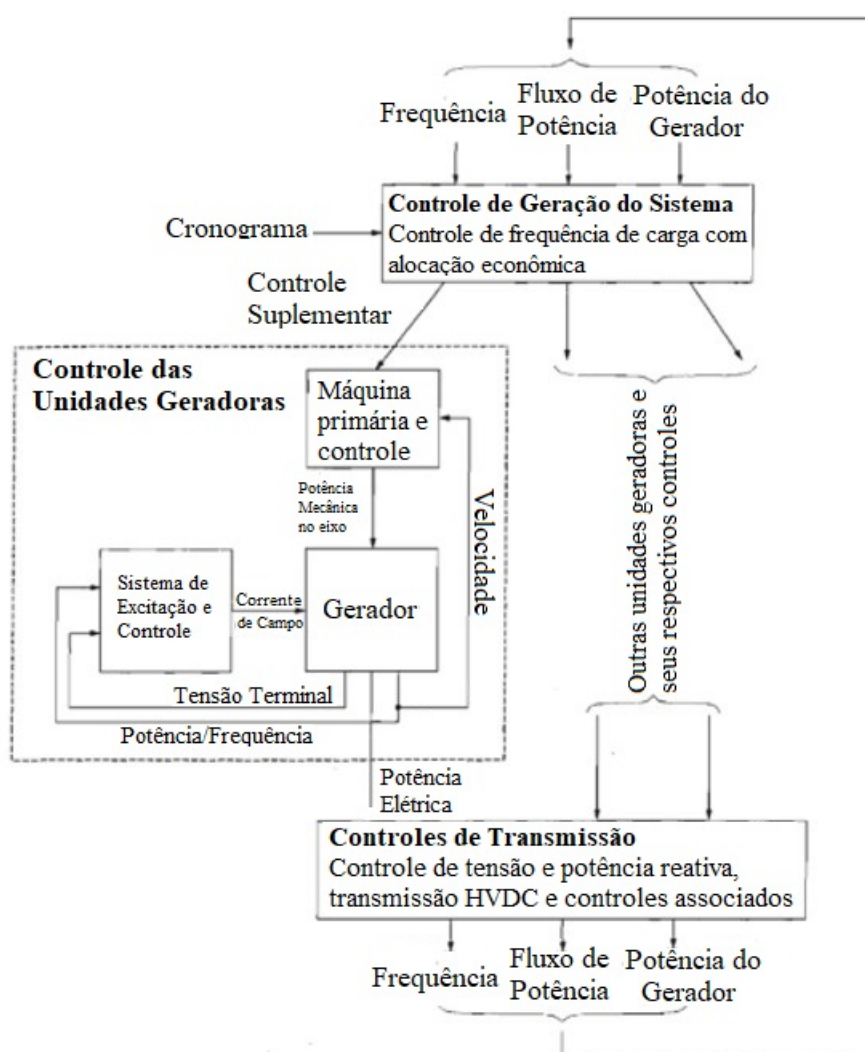 Frequência
Fluxo de
Potência
Potência do
Gerador
Cronograma
Controle de Geração do Sistema
Controle de frequência de carga com
alocação econômica
Controle
Suplementar
Controle das
Unidades Geradoras
Máquina
primária e
controle
Potência
Mecânica
no eixo
Velocidade
Sistema de
Excitação e
Controle
Corrente
de Campo
Gerador
Tensão Terminal
Potência/Frequência
Outras unidades geradoras e
seus respectivos controles
Potência
Elétrica
Controles de Transmissão
Controle de tensão e potência reativa,
transmissão HVDC e controles associados
Frequência
Fluxo de
Potência
Potência do
Gerador